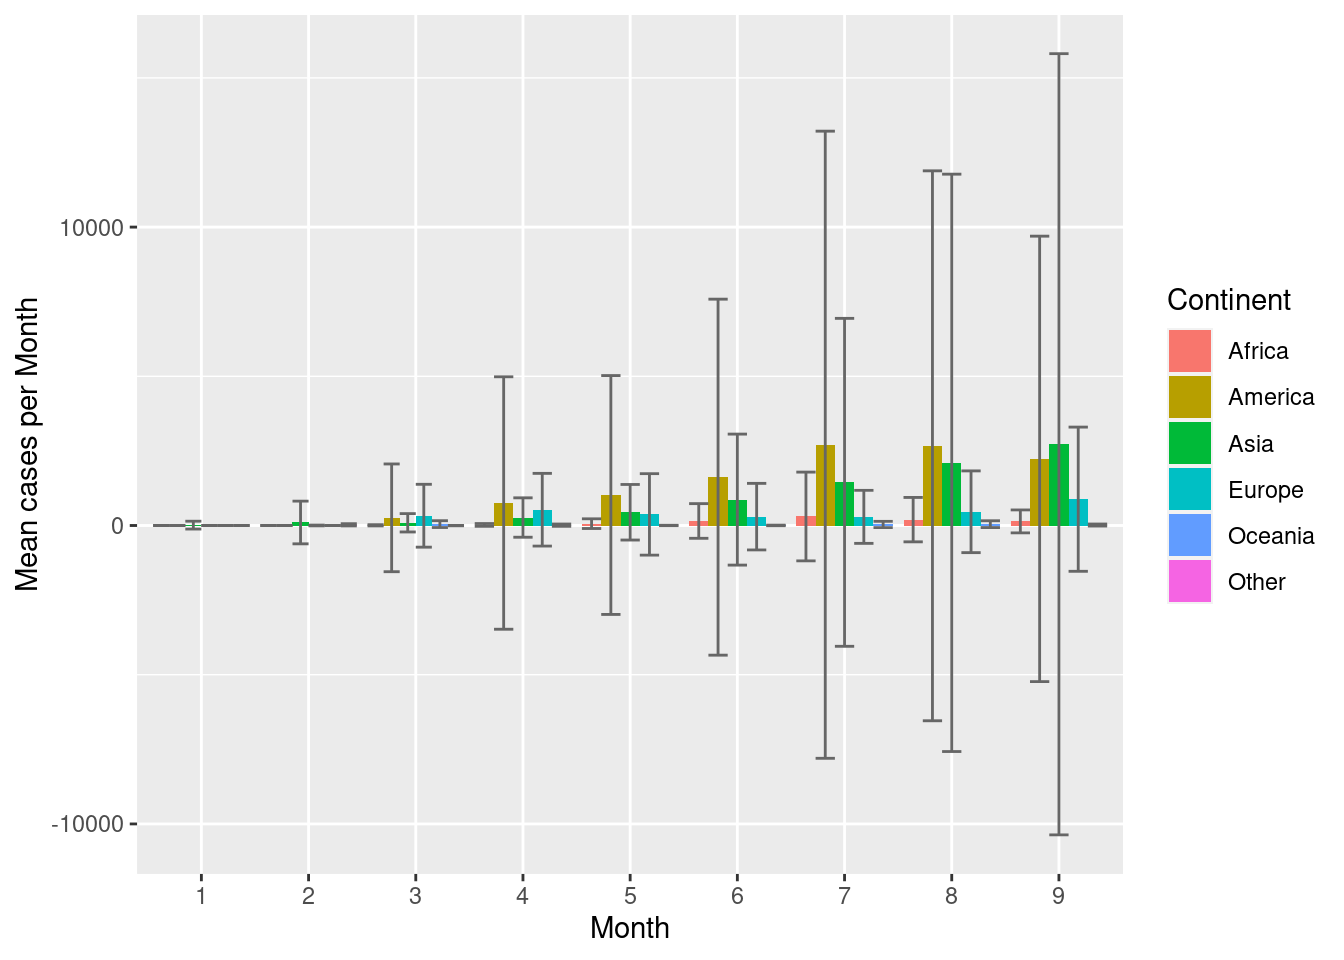 Mean cases per Month
10000
0
-10000
1 2 3 4 5 6 7 8 9
Month
Continent
Africa
America
Asia
Europe
Oceania
Other